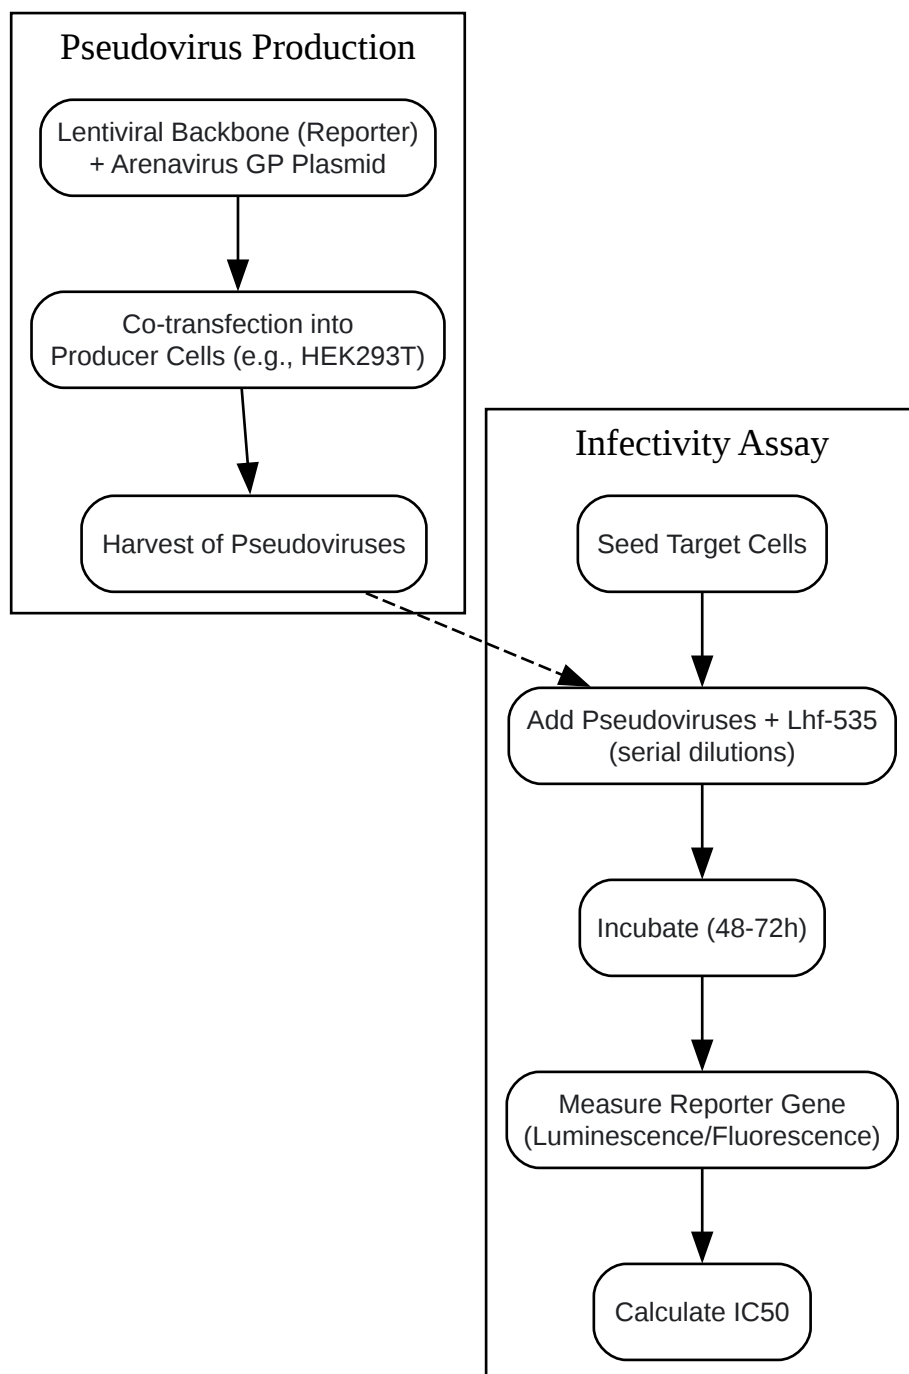 Pseudovirus Production
Lentiviral Backbone (Reporter)
+ Arenavirus GP Plasmid
Co-transfection into
Producer Cells (e.g., HEK293T)
Harvest of Pseudoviruses
Infectivity Assay
Seed Target Cells
Add Pseudoviruses + Lhf-535
(serial dilutions)
Incubate (48-72h)
Measure Reporter Gene
(Luminescence/Fluorescence)
Calculate IC50